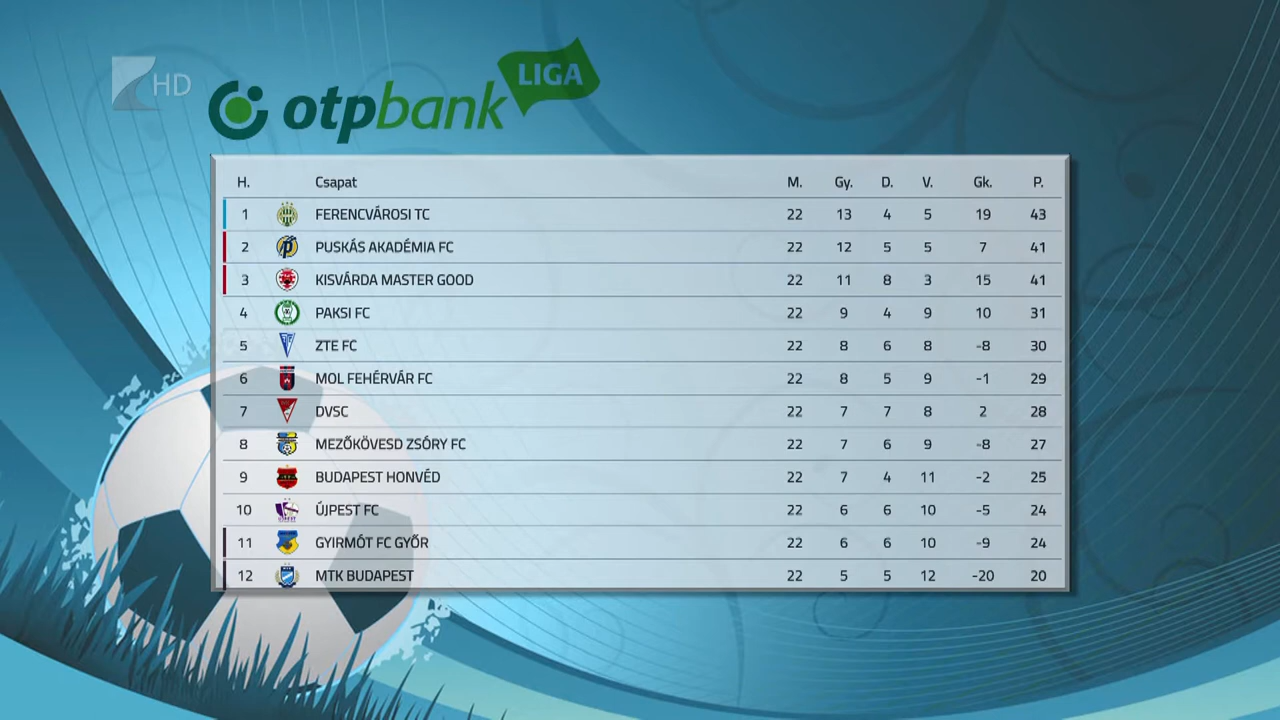 HD
otpbank LIGA
H. Csapat M. Gy. D. V. Gk. P.
1 FERENCVÁROSI TC 22 13 4 5 19 43
2 PUSKÁS AKADÉMIA FC 22 12 5 5 7 41
3 KISVÁRDA MASTER GOOD 22 11 8 3 15 41
4 PAKSI FC 22 9 4 9 10 31
5 ZTE FC 22 8 6 8 -8 30
6 MOL FEHÉRVÁR FC 22 8 5 9 -1 29
7 DVSC 22 7 7 8 2 28
8 MEZŐKÖVESD ZSÓRY FC 22 7 6 9 -8 27
9 BUDAPEST HONVÉD 22 7 4 11 -2 25
10 ÚJPEST FC 22 6 6 10 -5 24
11 GYIRMÓT FC GYŐR 22 6 6 10 -9 24
12 MTK BUDAPEST 22 5 5 12 -20 20